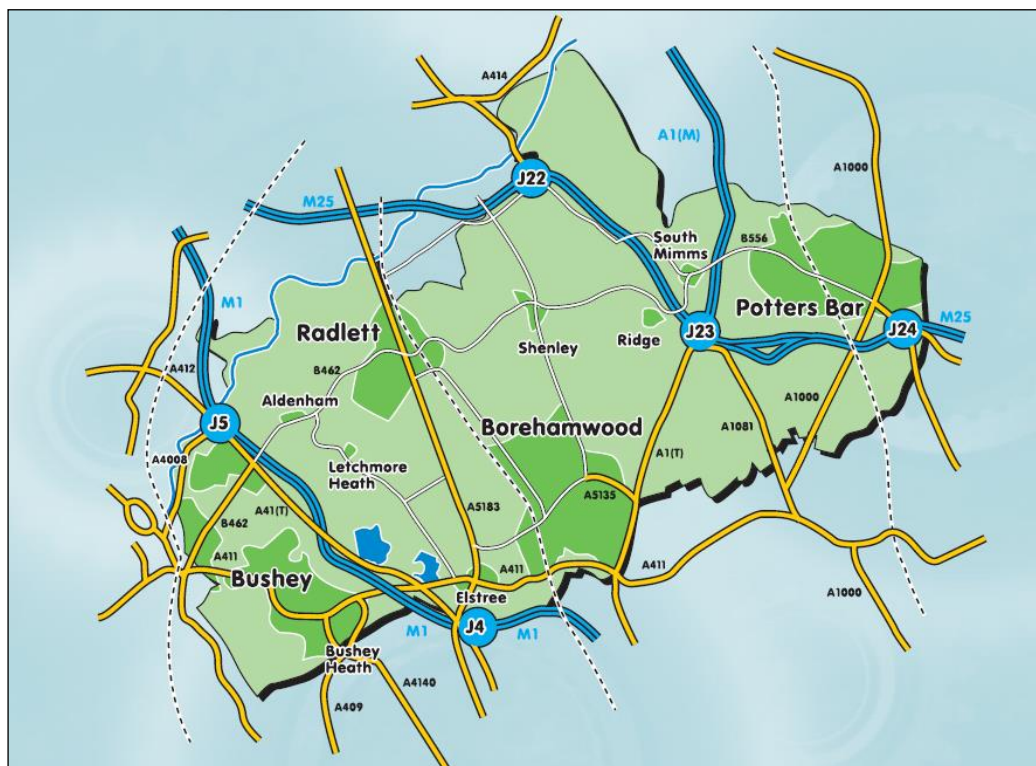 A414
A1(M)
J22
A1000
M25
South
Mimms
B556
M1
Radlett
Potters Bar
J23
J24
M25
Shenley
Ridge
A412
B462
Aldenham
A1000
J5
Borehamwood
A1081
A4008
Letchmore
Heath
A1(T)
A5135
A41(T)
A5183
B462
A411
Bushey
A411
A411
Elstree
A1000
J4
M1
M1
Bushey
Heath
A4140
A409